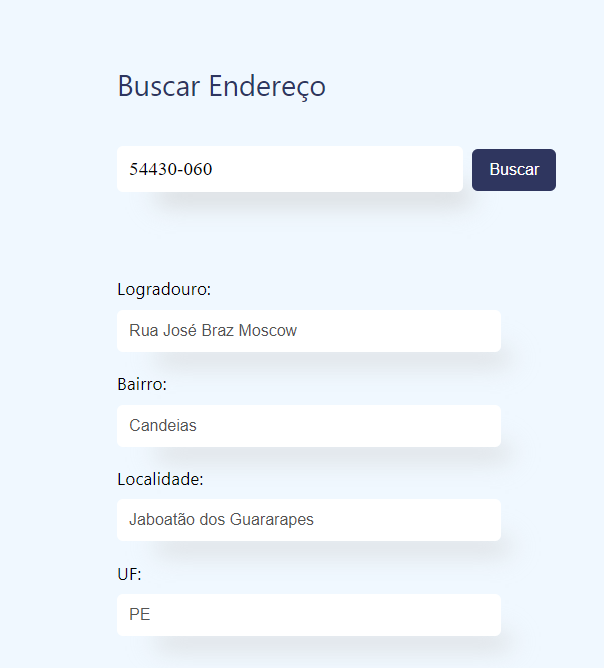 Buscar Endereço
54430-060 Buscar
Logradouro:
Rua José Braz Moscow
Bairro:
Candeias
Localidade:
Jaboatão dos Guararapes
UF:
PE